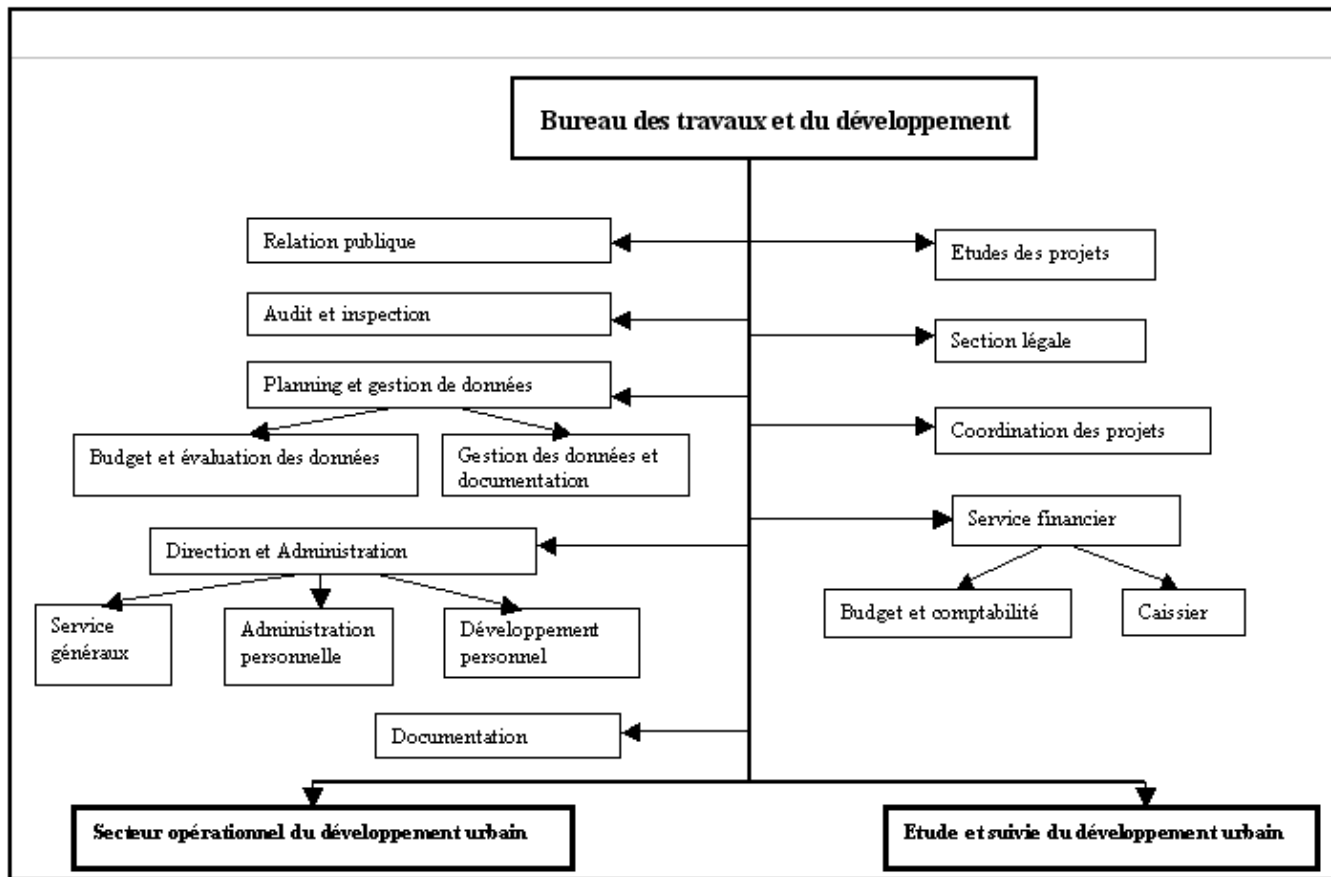 Bureau des travaux et du développement
Relation publique
Etudes des projets
Audit et inspection
Section légale
Planning et gestion de données
Coordination des projets
Budget et évaluation des données
Gestion des données et
documentation
Service financier
Direction et Administration
Budget et comptabilité
Caissier
Service
généraux
Administration
personnelle
Développement
personnel
Documentation
Secteur opérationnel du développement urbain
Etude et suivie du développement urbain